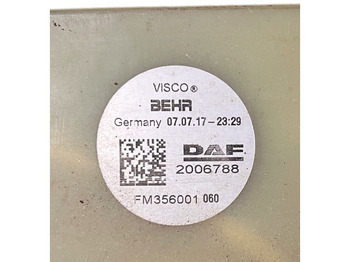 VISCO®
BEHR
Germany 07.07.17-23:29
DAF
2006788
FM356001 060